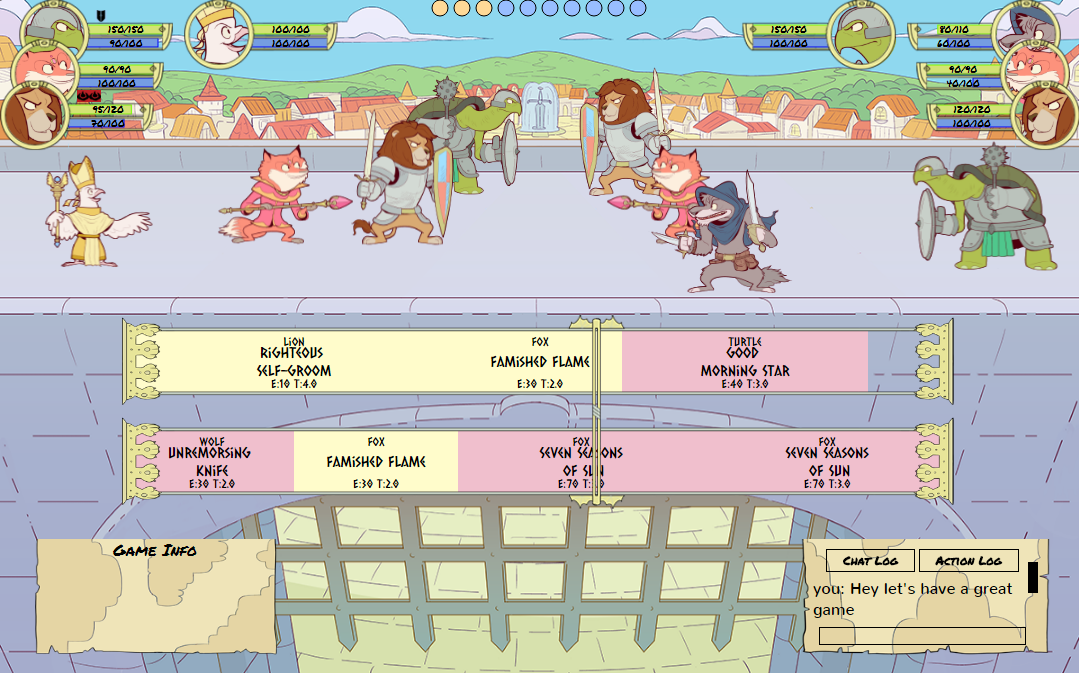 150/150
90/100
100/100
100/100
90/90
100/100
95/120
70/100
150/150
100/100
80/110
60/100
90/90
40/100
120/120
100/100
LION
RIGHTEOUS
SELF-GROOM
E:10 T:4.0
FOX
FAMISHED FLAME
E:30 T:2.0
TURTLE
GOOD
MORNING STAR
E:40 T:3.0
WOLF
UNREMORSING
KNIFE
E:30 T:2.0
FOX
FAMISHED FLAME
E:30 T:2.0
FOX
SEVEN SEASONS
OF SUN
E:70
FOX
SEVEN SEASONS
OF SUN
E:70 T:3.0
GAME INFO
CHAT LOG
ACTION LOG
you: Hey let's have a great
game